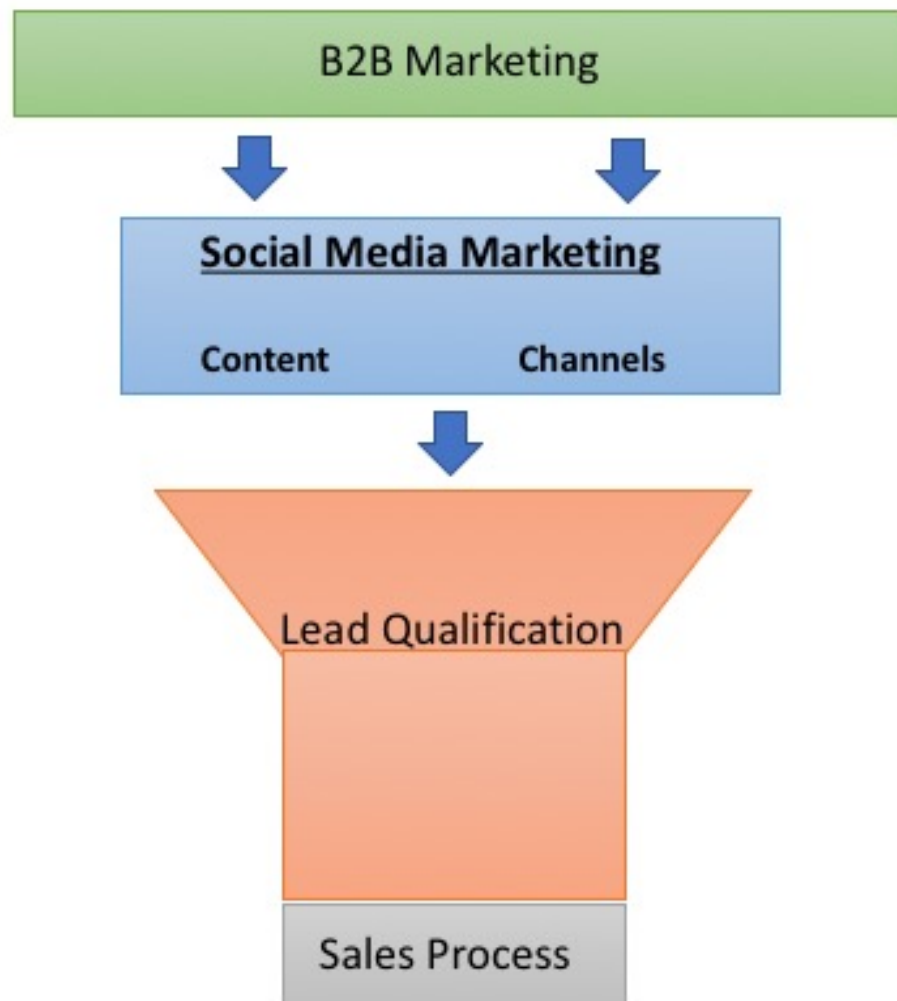 B2B Marketing
Social Media Marketing
Content Channels
Lead Qualification
Sales Process